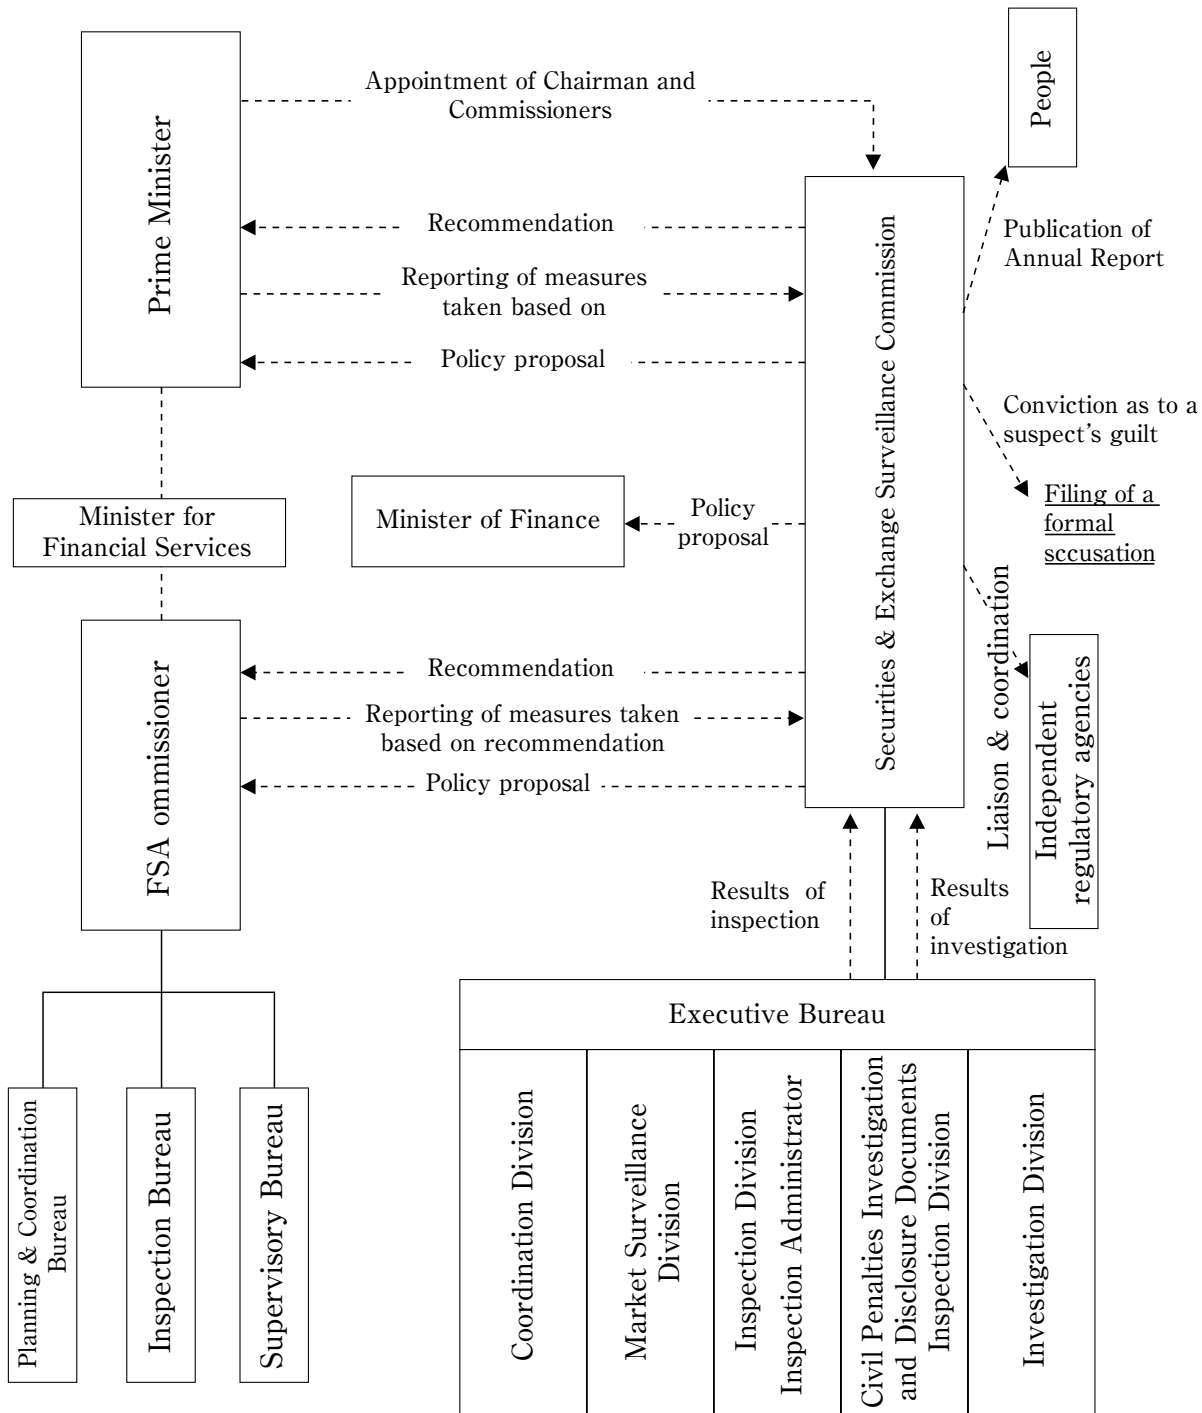 People
Prime Minister
Appointment of Chairman and
Commissioners
Recommendation
Reporting of measures
taken based on
Policy proposal
Securities & Exchange Surveillance Commission
Publication of
Annual Report
Conviction as to a
suspect's guilt
Filing of a
formal
sccusation
Minister for
Financial Services
Minister of Finance
Policy
proposal
FSA ommissioner
Recommendation
Reporting of measures taken
based on recommendation
Policy proposal
Liaison & coordination
Independent
regulatory agencies
Results of
inspection
Results
of
investigation
Executive Bureau
Planning & Coordination
Bureau
Inspection Bureau
Supervisory Bureau
Coordination Division
Market Surveillance
Division
Inspection Division
Inspection Administrator
Civil Penalties Investigation
and Disclosure Documents
Inspection Division
Investigation Division